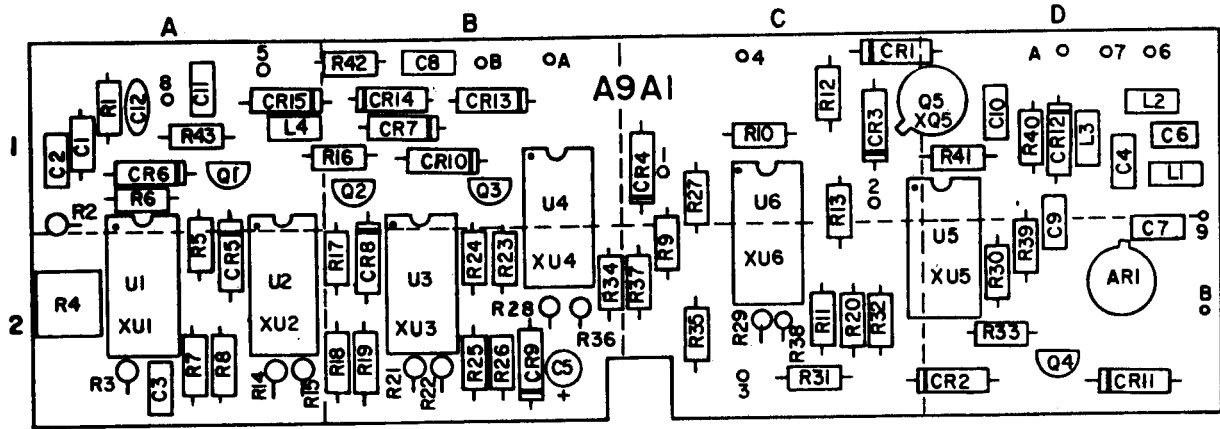 A B C D
1
2
A9A1
5 R42 C8 B A 4 CR1 A 7 6
8 R1 C12 C11 CR15 CR14 CR13 R12 CR3 Q5 XQ5 C10 R40 CR12 L3 L2
R43 L4 CR7 R10 C6
C2 C1 R16 CR10 CR4 1 R41 C4
CR6 Q1 Q2 Q3 R27 2 L1
R6 U4 U6 R13
R2 R5 CR5 R17 CR8 R24 R23 R9 U5 R39 C9 C7 9
R4 U1 U2 U3 XU4 R34 R37 XU6 XU5 R30 AR1
XU1 XU2 XU3 R28 R36 R35 R29 R38 R11 R20 R32 B
R33
R3 C3 R7 R8 R14 R15 R18 R19 R21 R22 R25 R26 CR9 C5 + Q4
3 R31 CR2 CR11